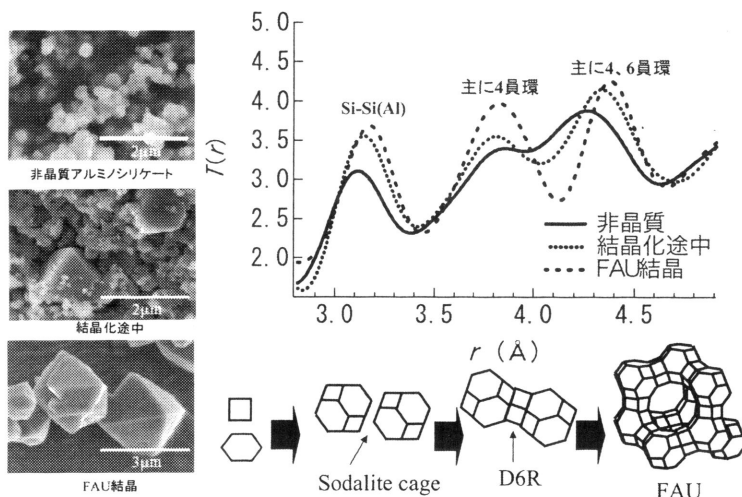 2μm
非晶質アルミノシリケート
2μm
結晶化途中
3μm
FAU結晶
T(r)
5.0
4.5
4.0
3.5
3.0
2.5
2.0
Si-Si(Al)
主に4員環
主に4、6員環
非晶質
結晶化途中
FAU結晶
3.0
3.5
4.0
4.5
r (Å)
Sodalite cage
D6R
FAU